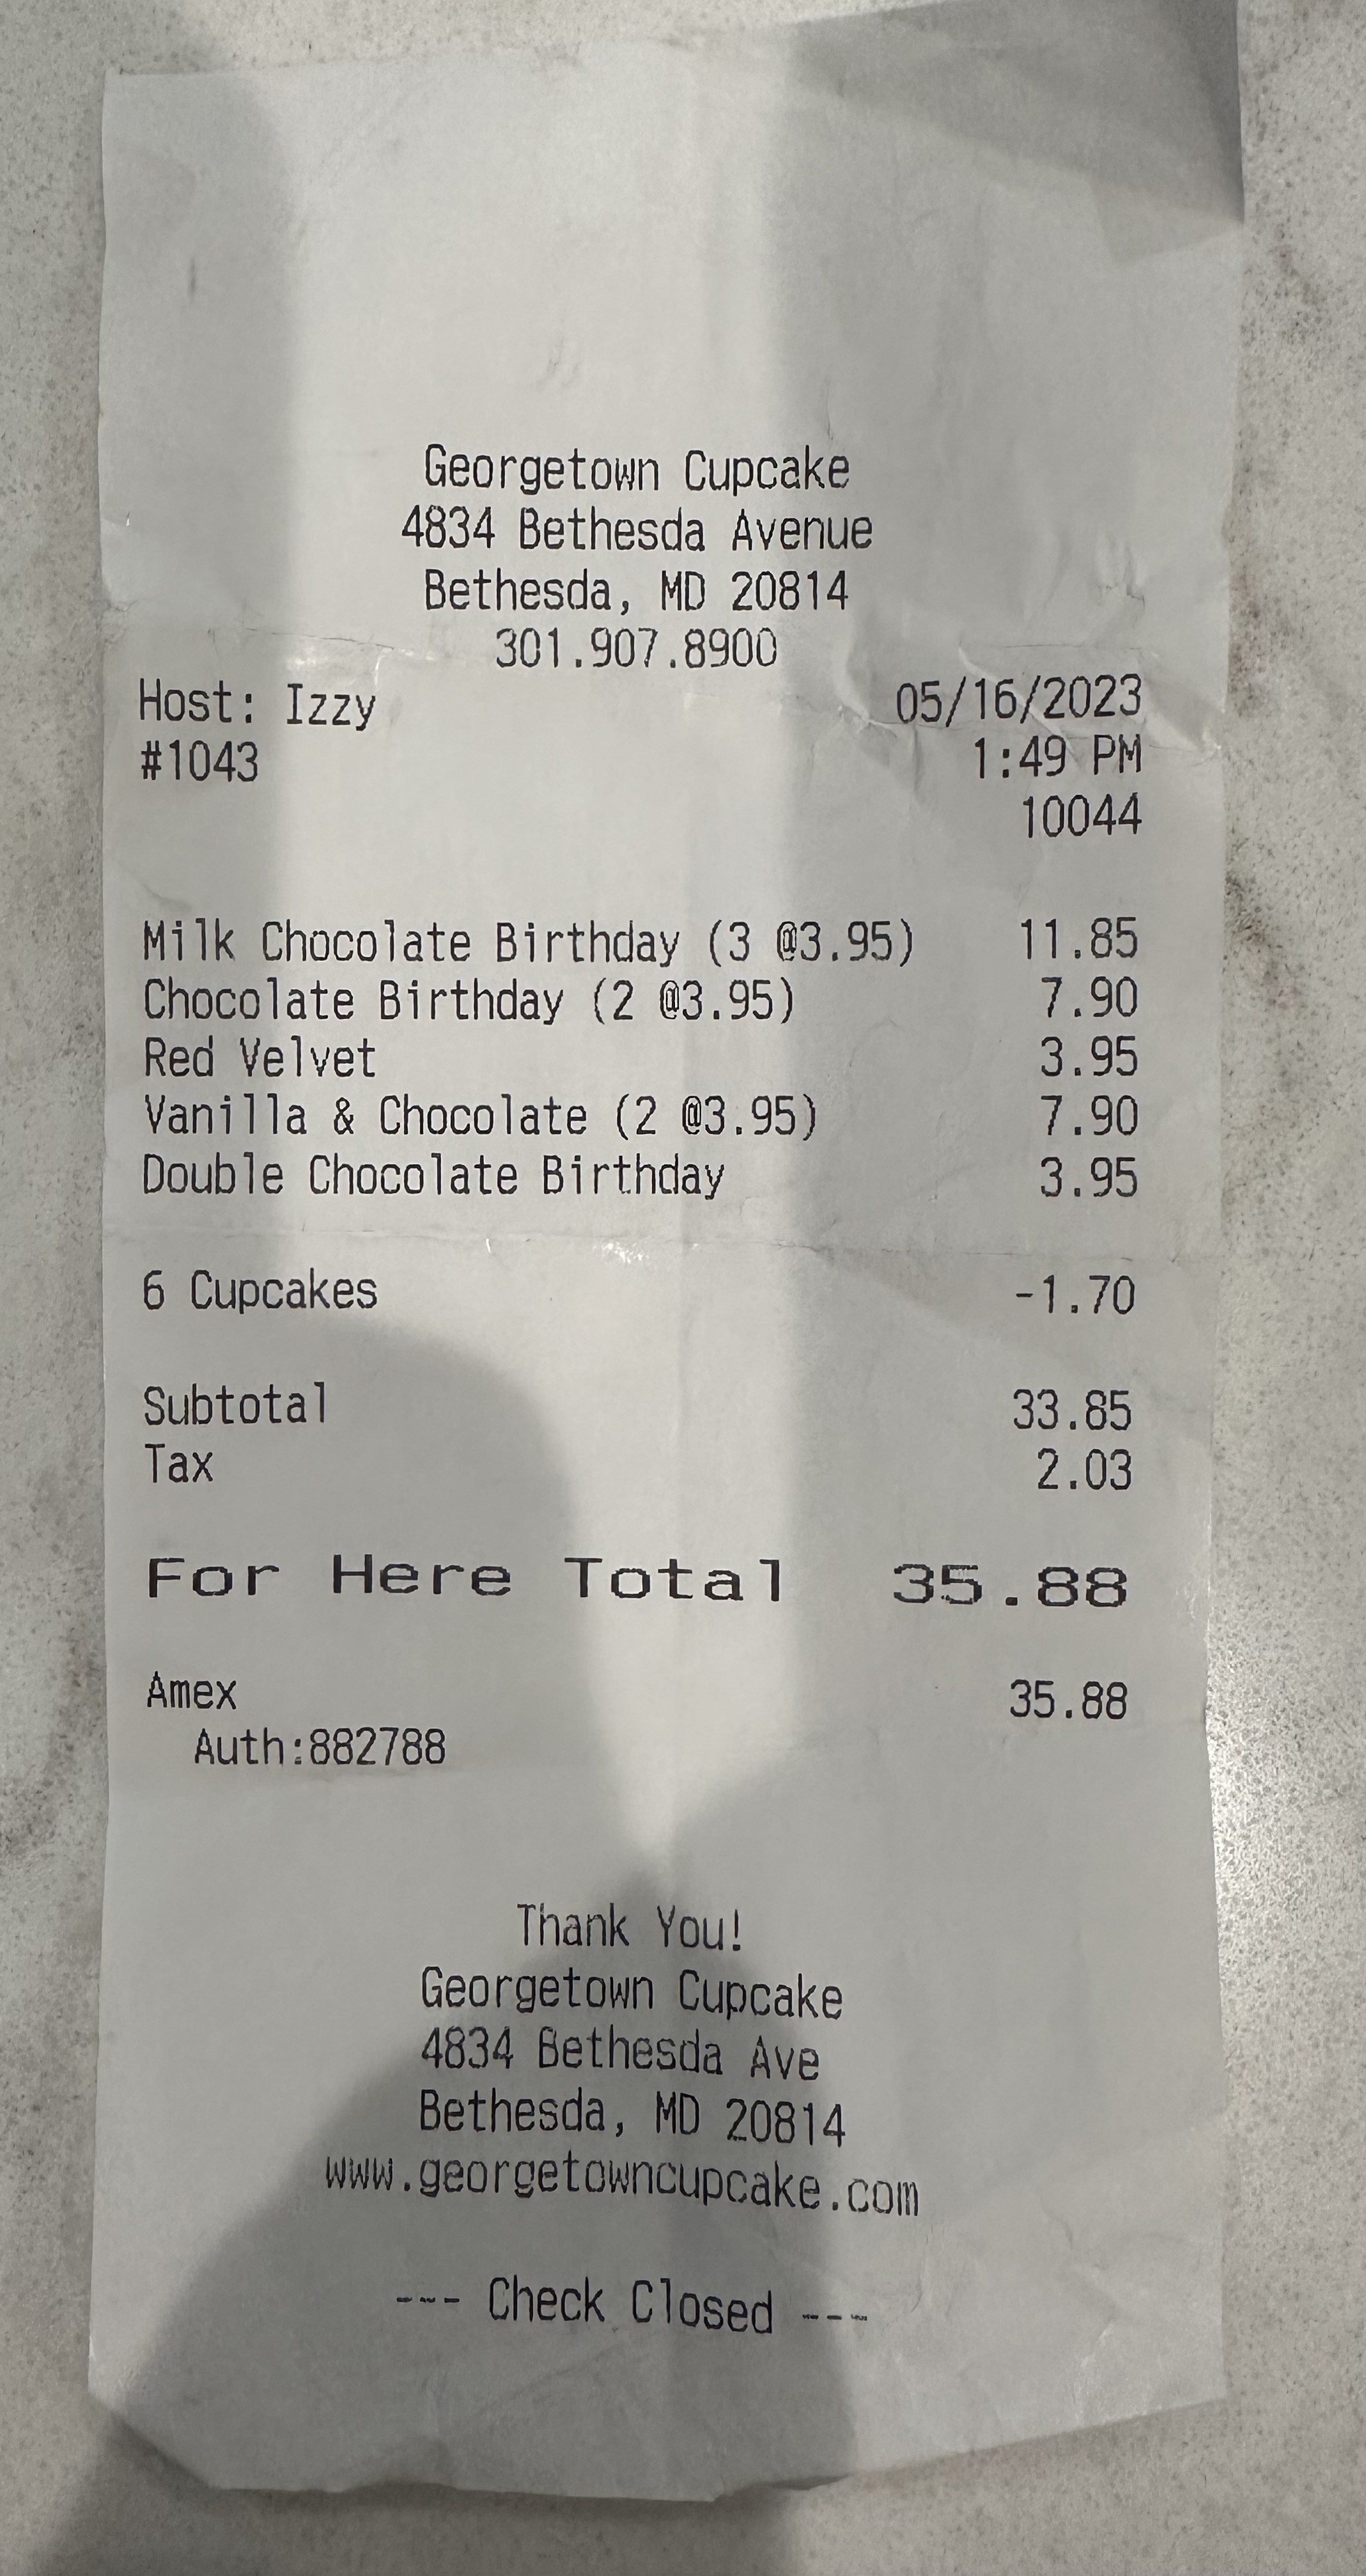 Georgetown Cupcake
4834 Bethesda Avenue
Bethesda, MD 20814
301.907.8900
Host: Izzy 05/16/2023
#1043 1:49 PM
10044
Milk Chocolate Birthday (3 @3.95) 11.85
Chocolate Birthday (2 @3.95) 7.90
Red Velvet 3.95
Vanilla & Chocolate (2 @3.95) 7.90
Double Chocolate Birthday 3.95
6 Cupcakes -1.70
Subtotal 33.85
Tax 2.03
For Here Total 35.88
Amex 35.88
Auth:882788
Thank You!
Georgetown Cupcake
4834 Bethesda Ave
Bethesda, MD 20814
www.georgetowncupcake.com
--- Check Closed ---